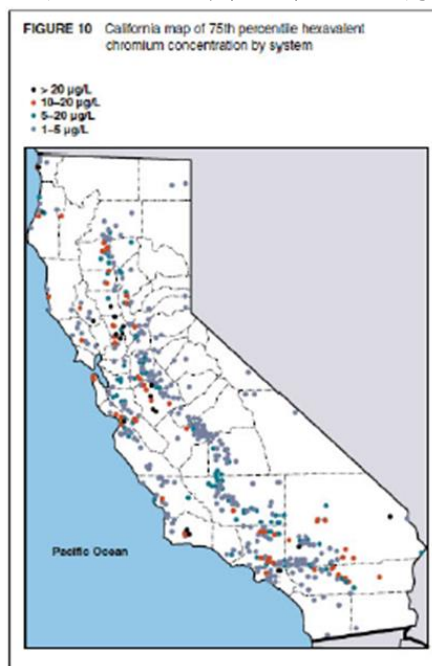 FIGURE 10 California map of 75th percentile hexavalent
chromium concentration by system
> 20 µg/L
10–20 µg/L
5–20 µg/L
1–5 µg/L
Pacific Ocean